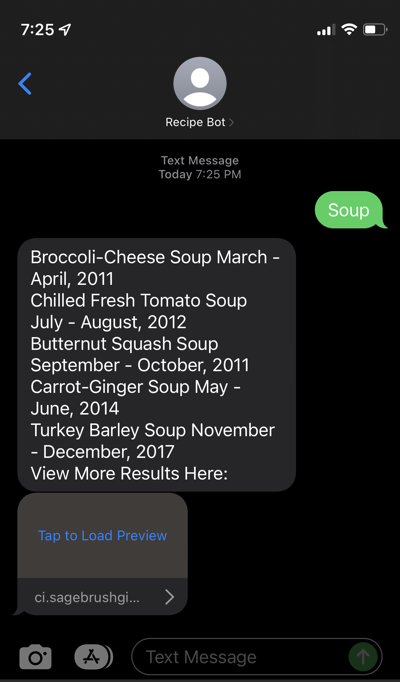 7:25
Recipe Bot
Text Message
Today 7:25 PM
Soup
Broccoli-Cheese Soup March -
April, 2011
Chilled Fresh Tomato Soup
July - August, 2012
Butternut Squash Soup
September - October, 2011
Carrot-Ginger Soup May -
June, 2014
Turkey Barley Soup November
- December, 2017
View More Results Here:
Tap to Load Preview
ci.sagebrushgi...
Text Message